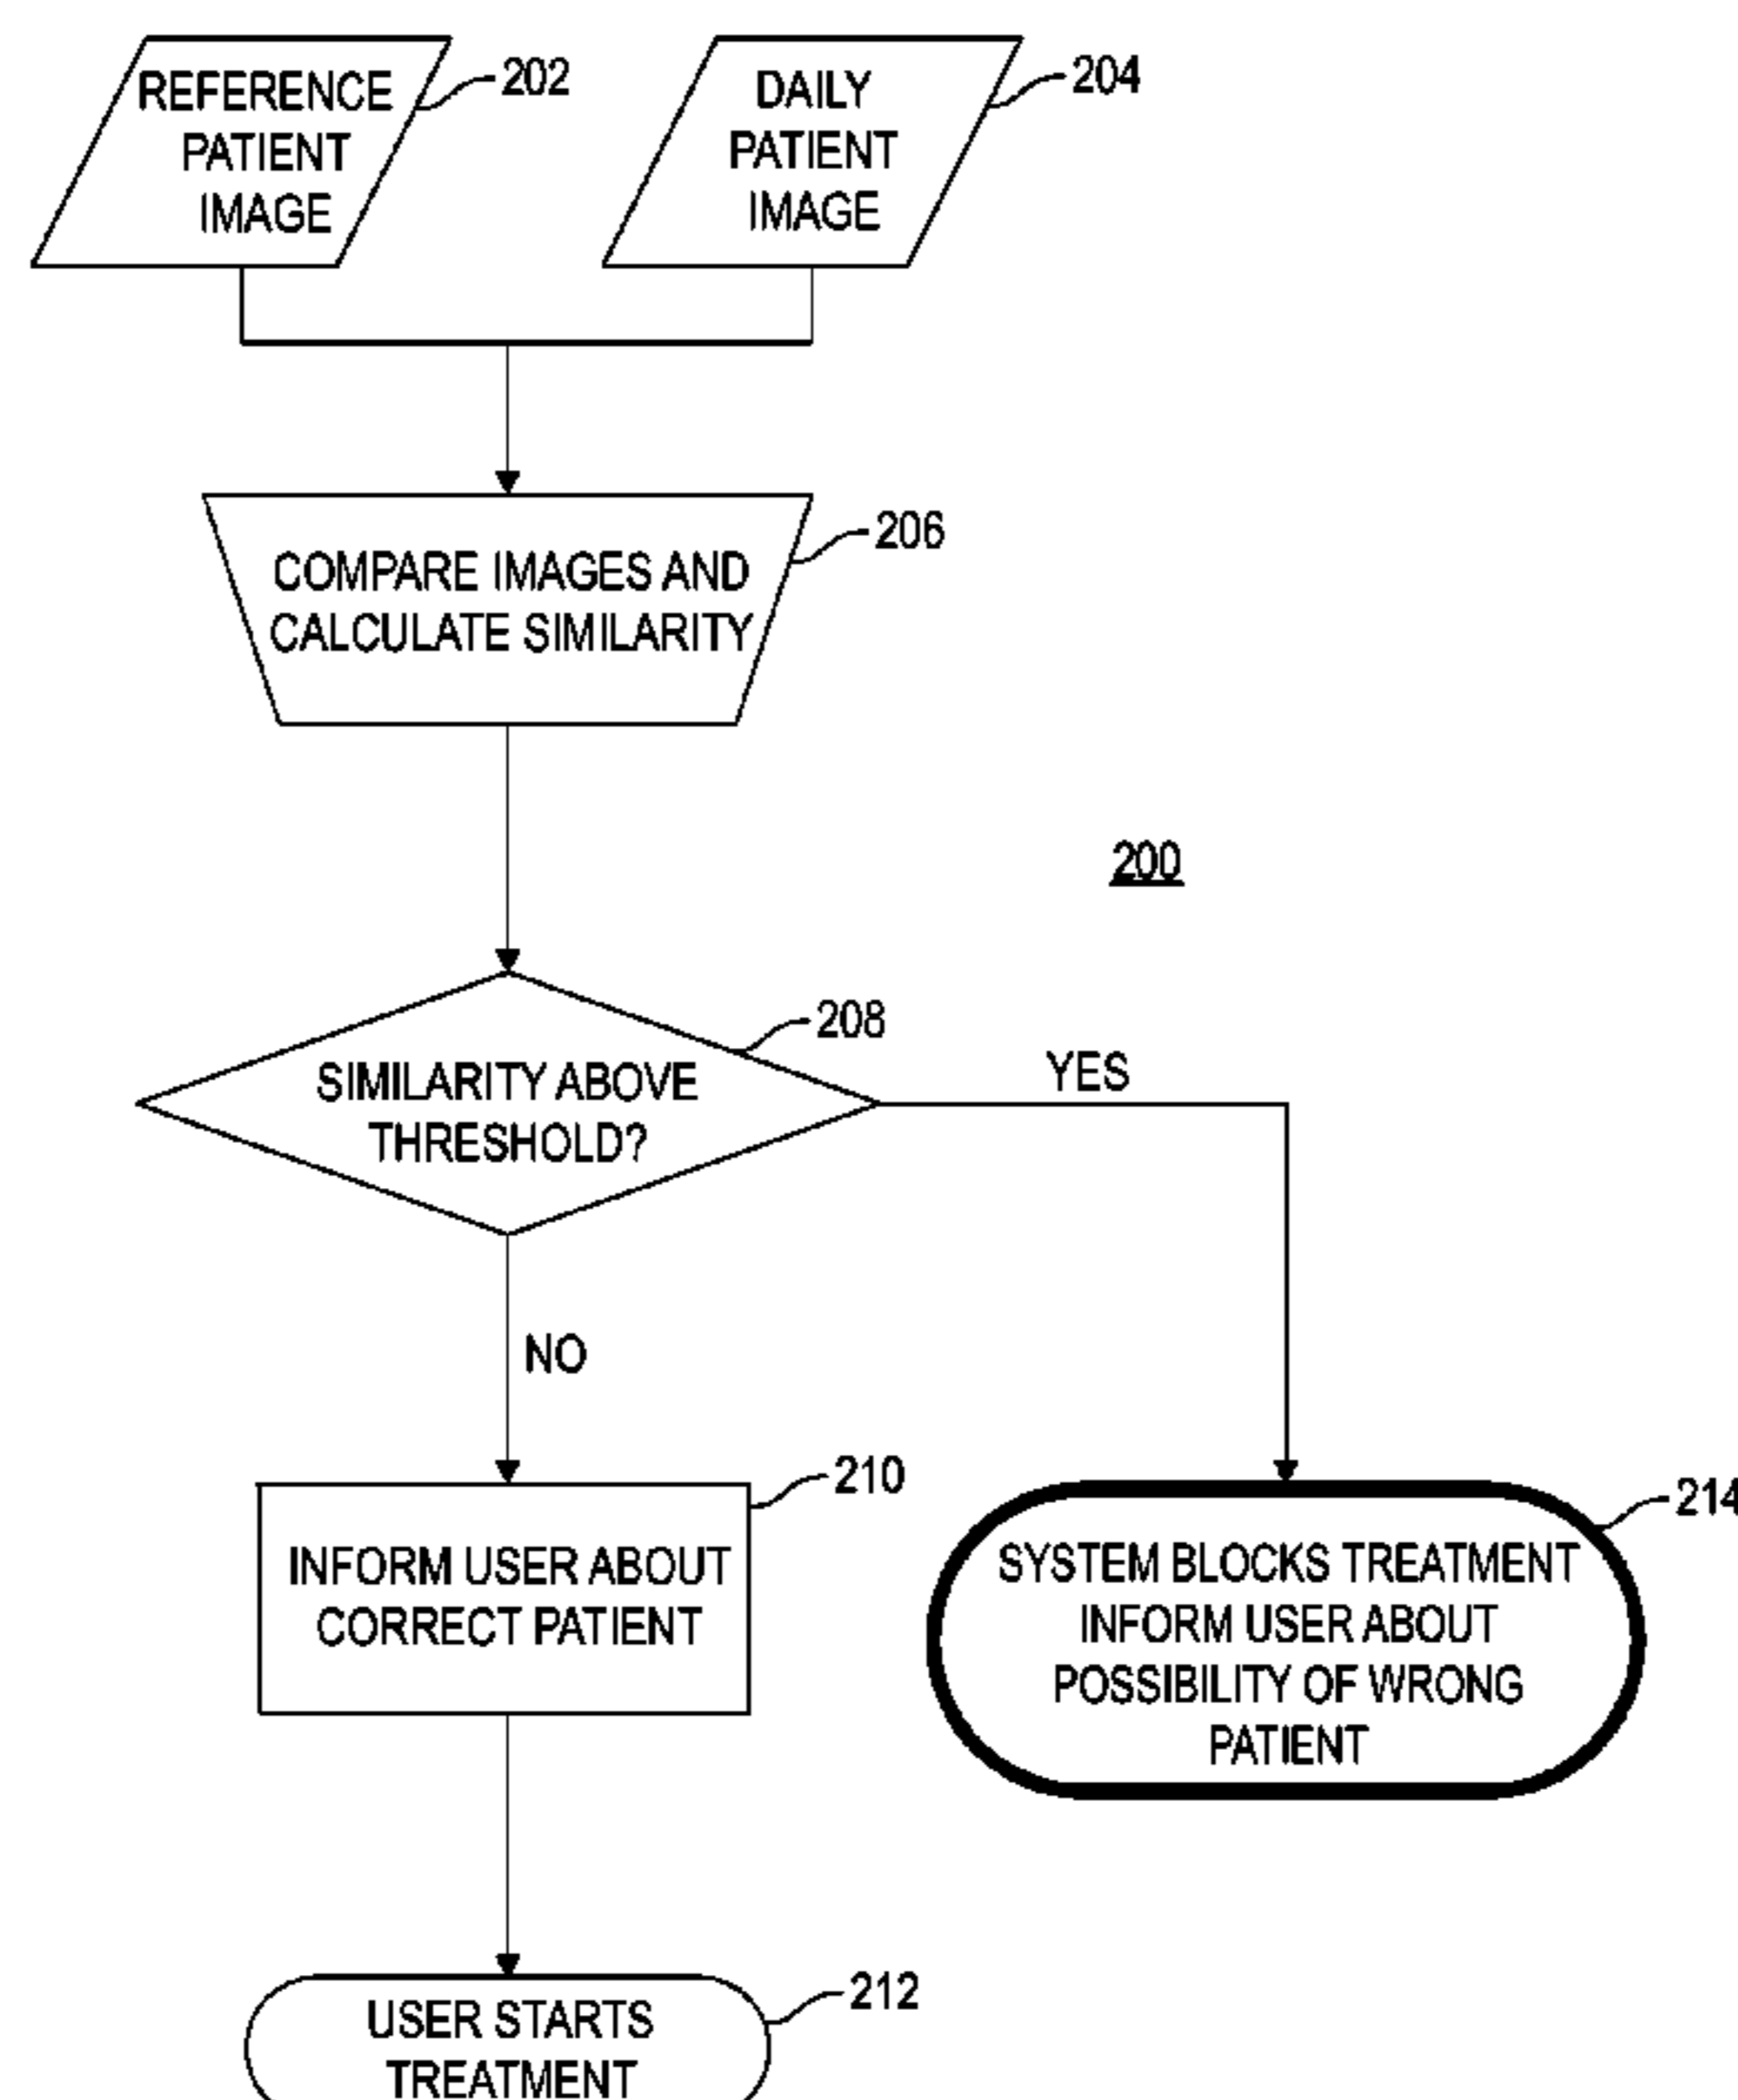 REFERENCE
PATIENT
IMAGE
202
DAILY
PATIENT
IMAGE
204
COMPARE IMAGES AND
CALCULATE SIMILARITY
206
200
SIMILARITY ABOVE
THRESHOLD?
208
YES
NO
INFORM USER ABOUT
CORRECT PATIENT
210
SYSTEM BLOCKS TREATMENT
INFORM USER ABOUT
POSSIBILITY OF WRONG
PATIENT
214
USER STARTS
TREATMENT
212